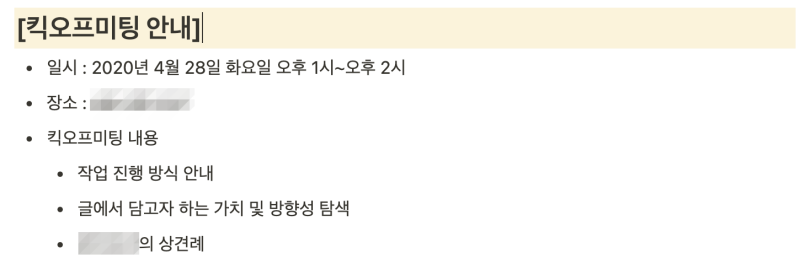 [킥오프미팅 안내]
일시 : 2020년 4월 28일 화요일 오후 1시~오후 2시
장소 :
킥오프미팅 내용
작업 진행 방식 안내
글에서 담고자 하는 가치 및 방향성 탐색
의 상견례